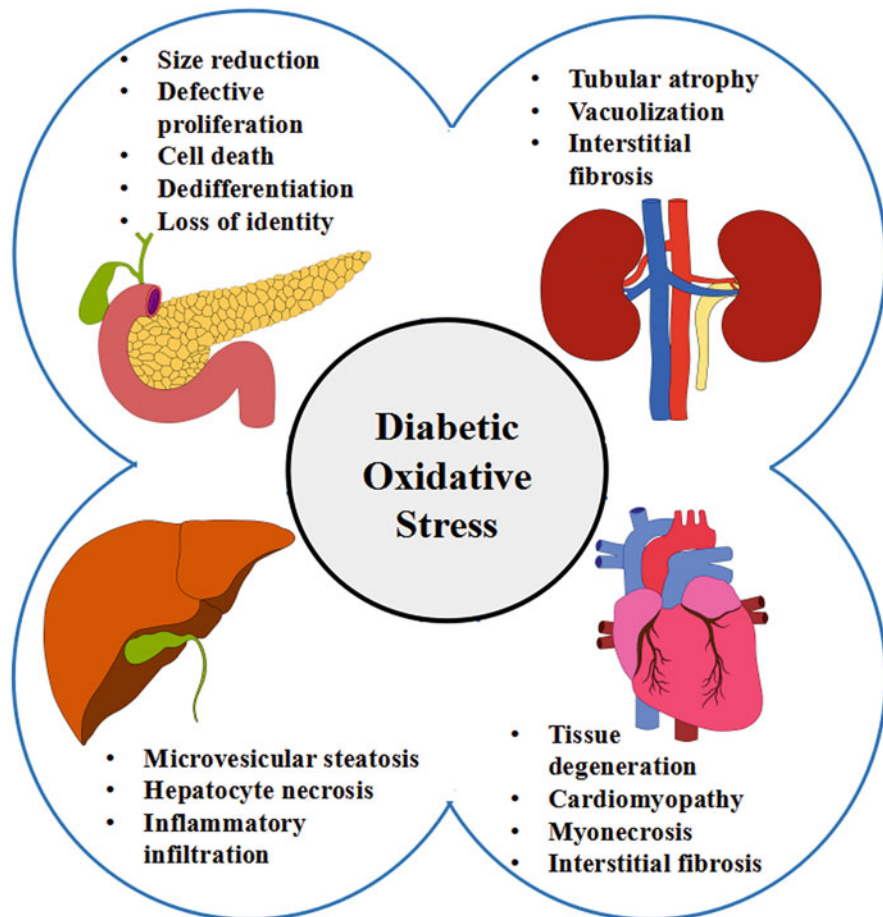 • Size reduction
• Defective
proliferation
• Cell death
• Dedifferentiation
• Loss of identity
• Tubular atrophy
• Vacuolization
• Interstitial
fibrosis
Diabetic
Oxidative
Stress
• Microvesicular steatosis
• Hepatocyte necrosis
• Inflammatory
infiltration
• Tissue
degeneration
• Cardiomyopathy
• Myonecrosis
• Interstitial fibrosis